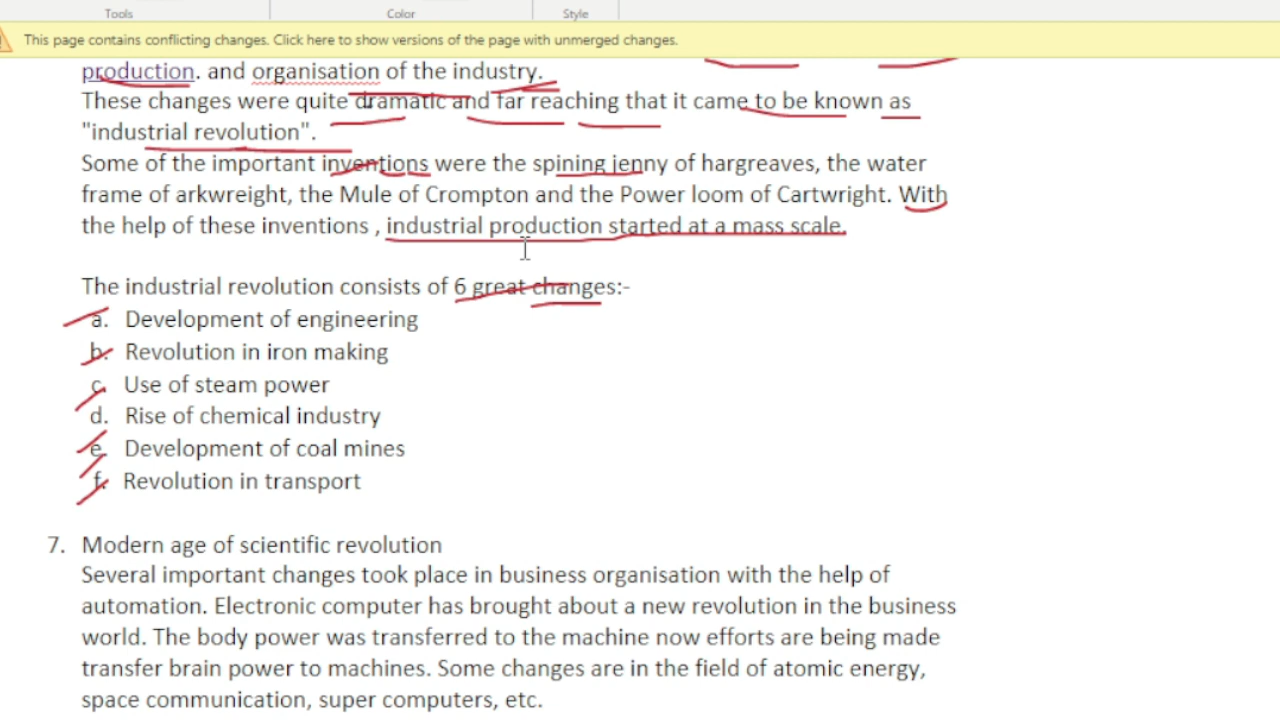 Tools
Color
Style
This page contains conflicting changes. Click here to show versions of the page with unmerged changes.
production. and organisation of the industry.
These changes were quite dramatic and far reaching that it came to be known as
"industrial revolution".
Some of the important inventions were the spining jenny of hargreaves, the water
frame of arkwreight, the Mule of Crompton and the Power loom of Cartwright. With
the help of these inventions , industrial production started at a mass scale.
The industrial revolution consists of 6 great changes:-
a. Development of engineering
b. Revolution in iron making
c. Use of steam power
d. Rise of chemical industry
e. Development of coal mines
f. Revolution in transport
7. Modern age of scientific revolution
Several important changes took place in business organisation with the help of
automation. Electronic computer has brought about a new revolution in the business
world. The body power was transferred to the machine now efforts are being made
transfer brain power to machines. Some changes are in the field of atomic energy,
space communication, super computers, etc.